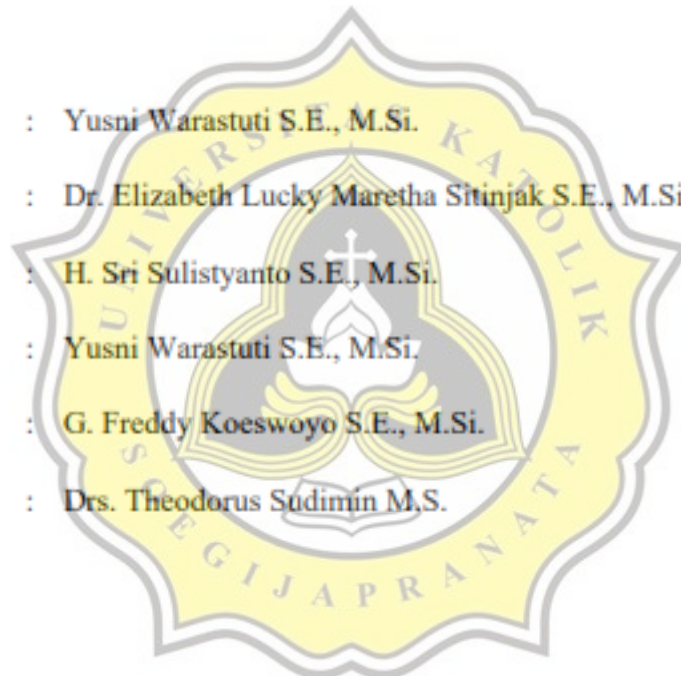 : Yusni Warastuti S.E., M.Si.
: Dr. Elizabeth Lucky Maretha Sitinjak S.E., M.Si
: H. Sri Sulistyanto S.E., M.Si.
: Yusni Warastuti S.E., M.Si.
: G. Freddy Koeswoyo S.E., M.Si.
: Drs. Theodorus Sudimin M.S.
UNIVERSITAS KATOLIK
SOEGIJAPRANATA